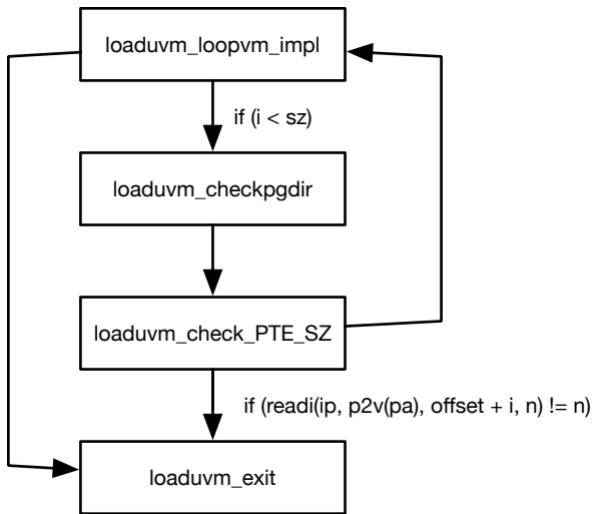 loaduvm_loopvm_impl
if (i < sz)
loaduvm_checkpgdir
loaduvm_check_PTE_SZ
if (readi(ip, p2v(pa), offset + i, n) != n)
loaduvm_exit